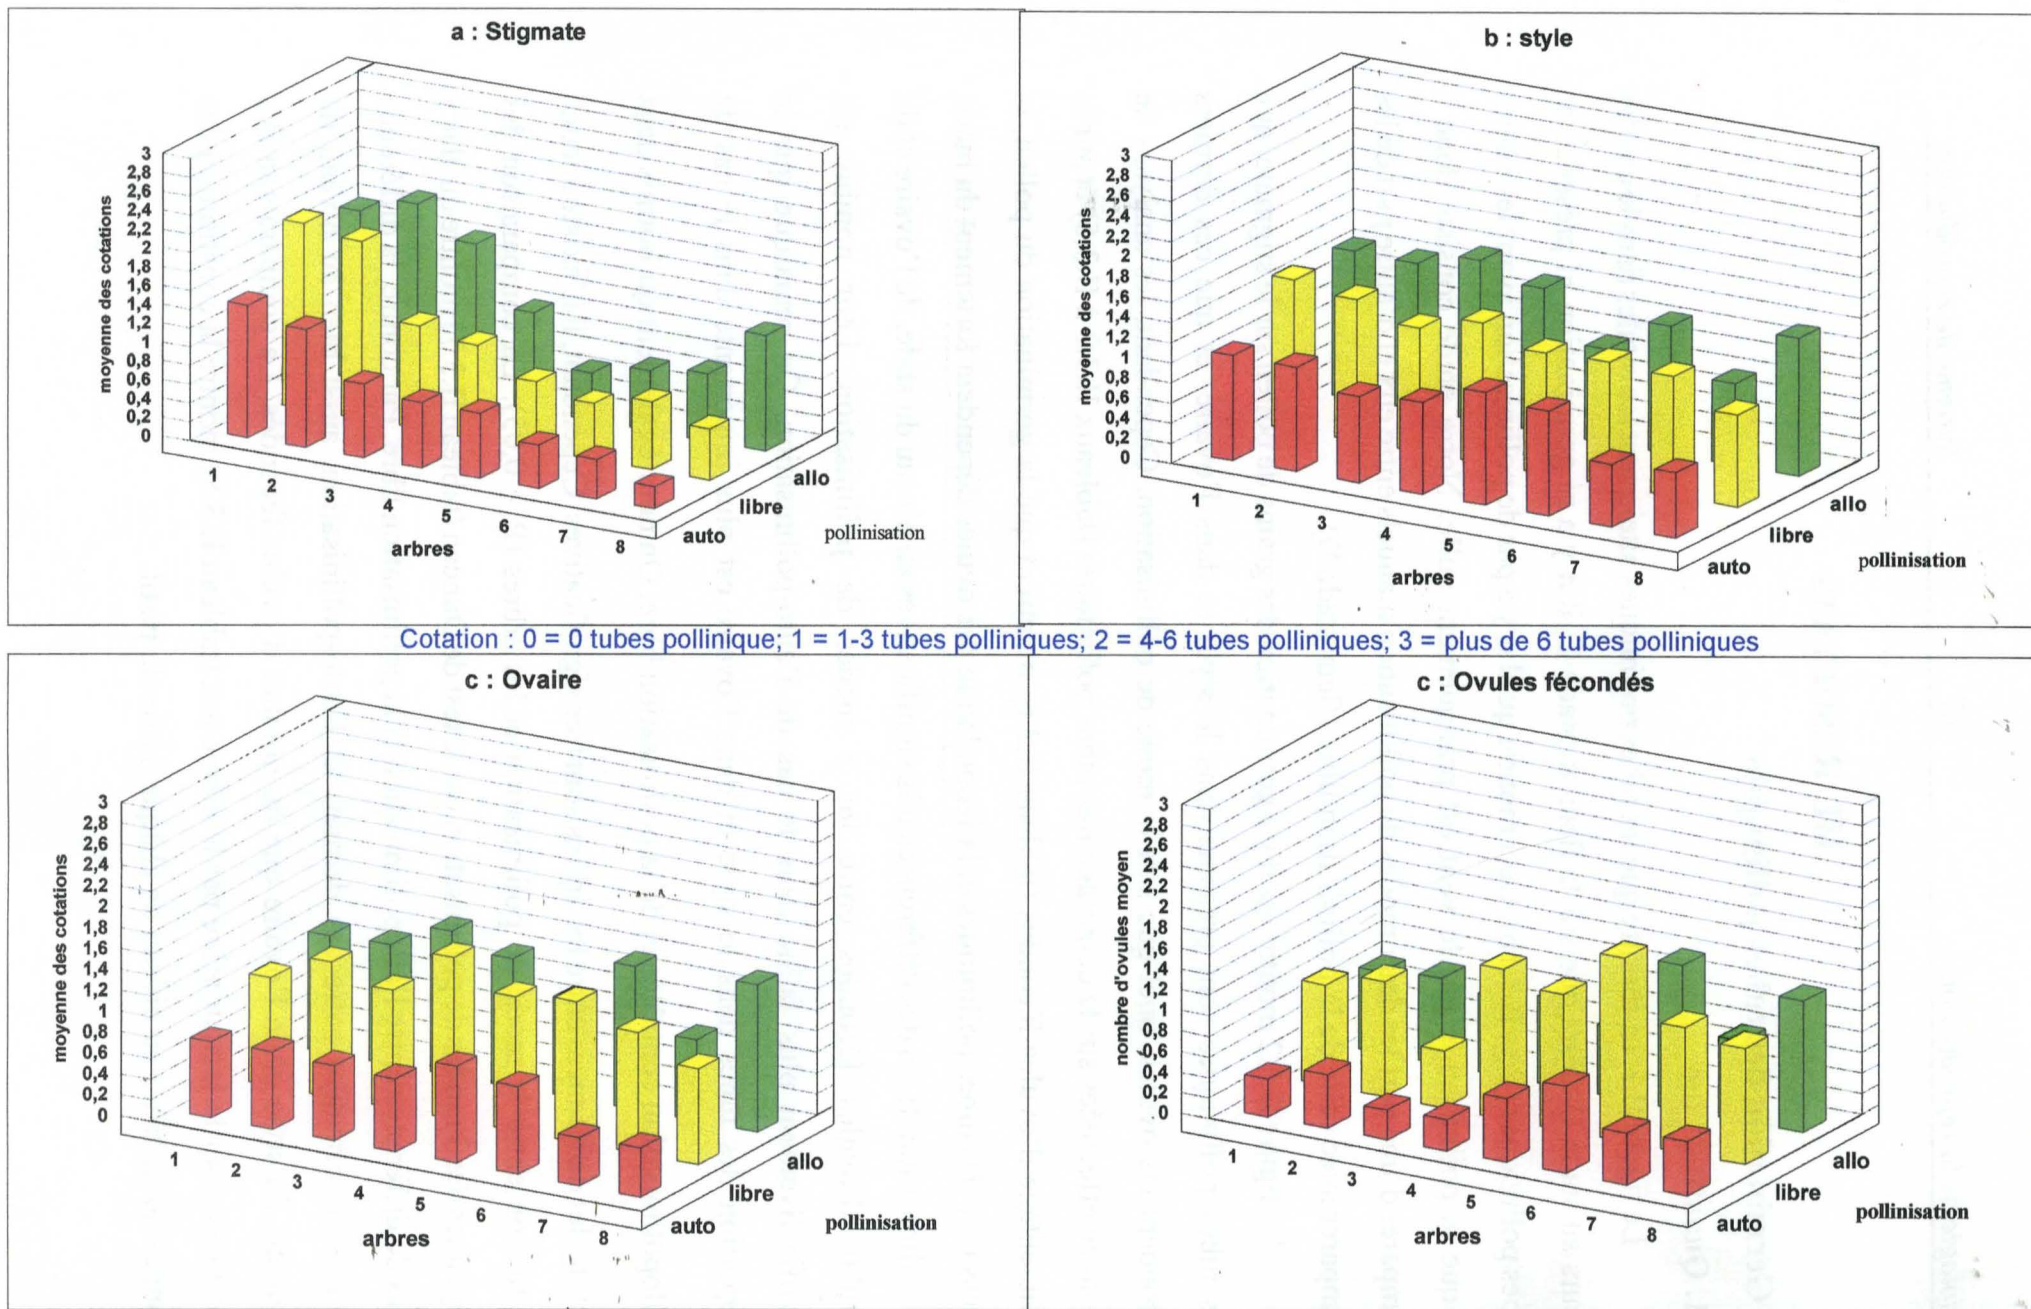 a : Stigmate
moyenne des cotations
3
2,8
2,6
2,4
2,2
2
1,8
1,6
1,4
1,2
1
0,8
0,6
0,4
0,2
0
1 2 3 4 5 6 7 8
arbres
auto
libre
allo
pollinisation
b : style
moyenne des cotations
3
2,8
2,6
2,4
2,2
2
1,8
1,6
1,4
1,2
1
0,8
0,6
0,4
0,2
0
1 2 3 4 5 6 7 8
arbres
auto
libre
allo
pollinisation
Cotation : 0 = 0 tubes pollinique; 1 = 1-3 tubes polliniques; 2 = 4-6 tubes polliniques; 3 = plus de 6 tubes polliniques
c : Ovaire
moyenne des cotations
3
2,8
2,6
2,4
2,2
2
1,8
1,6
1,4
1,2
1
0,8
0,6
0,4
0,2
0
1 2 3 4 5 6 7 8
arbres
auto
libre
allo
pollinisation
c : Ovules fécondés
nombre d'ovules moyen
3
2,8
2,6
2,4
2,2
2
1,8
1,6
1,4
1,2
1
0,8
0,6
0,4
0,2
0
1 2 3 4 5 6 7 8
arbres
auto
libre
allo
pollinisation